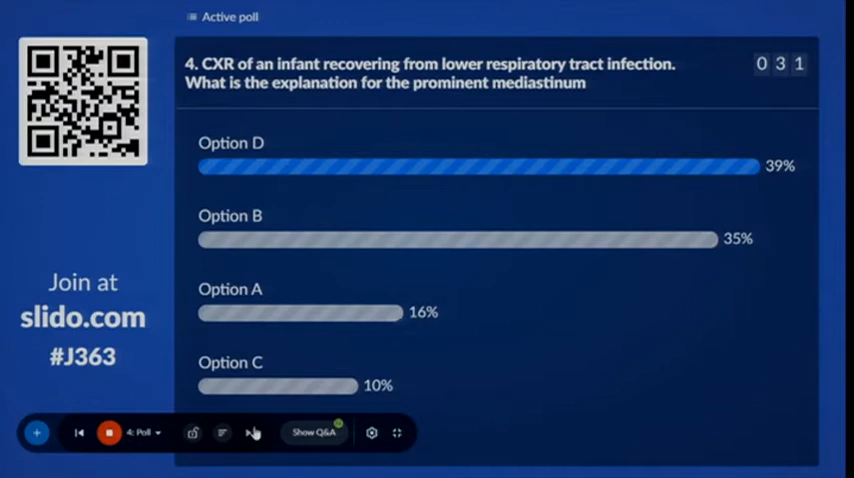 Active poll
4. CXR of an infant recovering from lower respiratory tract infection.
What is the explanation for the prominent mediastinum
0 3 1
Option D
39%
Option B
35%
Option A
16%
Option C
10%
Join at
slido.com
#J363
4: Poll
Show Q&A